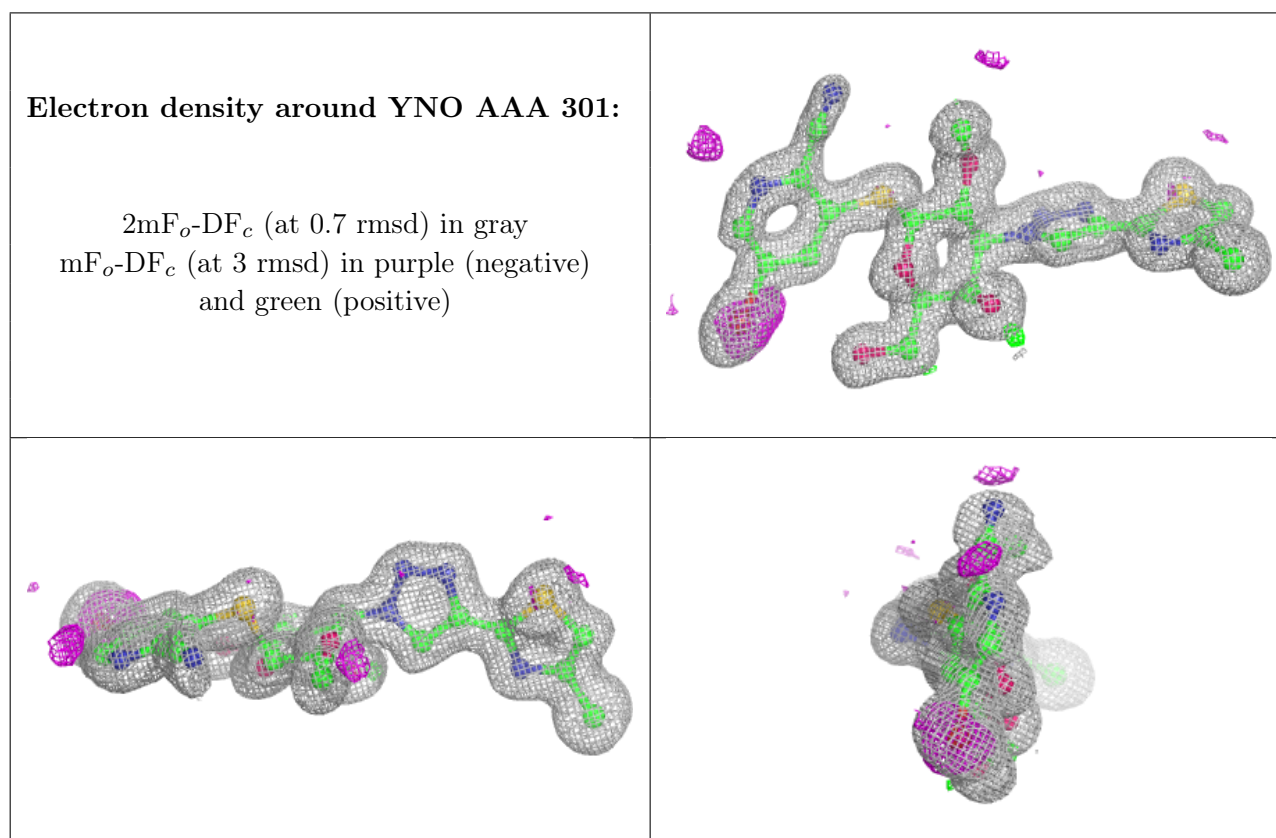 Electron density around YNO AAA 301:
2mFₒ-DF𝒸 (at 0.7 rmsd) in gray
mFₒ-DF𝒸 (at 3 rmsd) in purple (negative)
and green (positive)